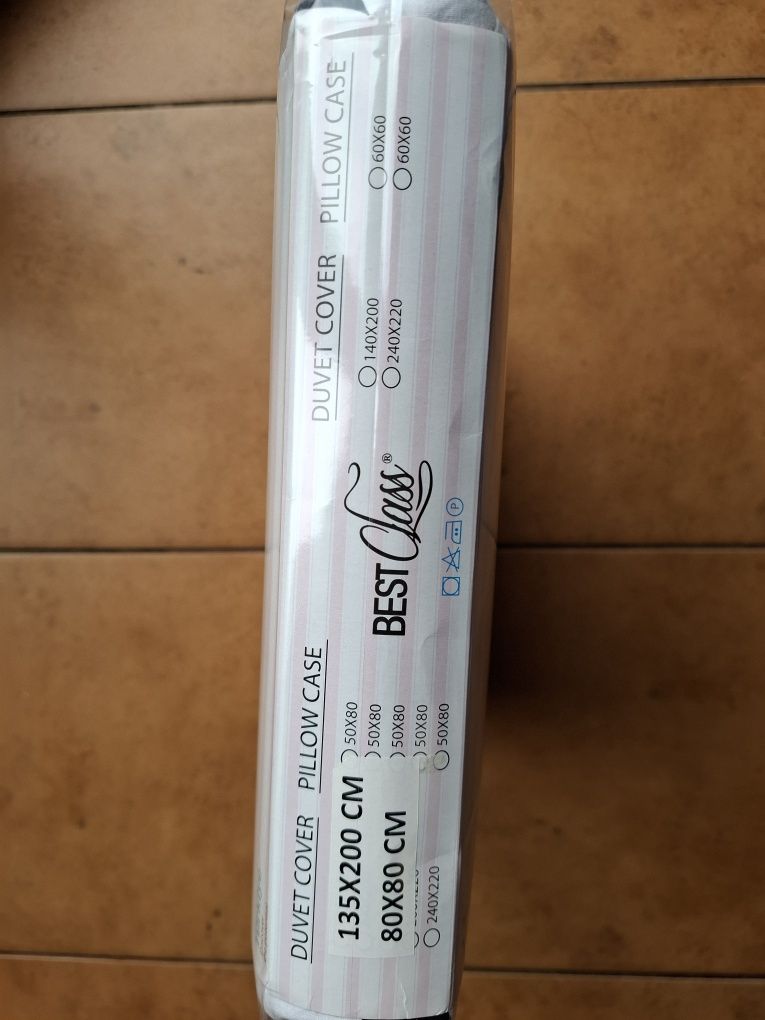 DUVET COVER PILLOW CASE
50X80
50X80
50X80
50X80
240X220 50X80
135X200 CM
80X80 CM
BEST Class®
P
DUVET COVER PILLOW CASE
140X200 60X60
240X220 60X60